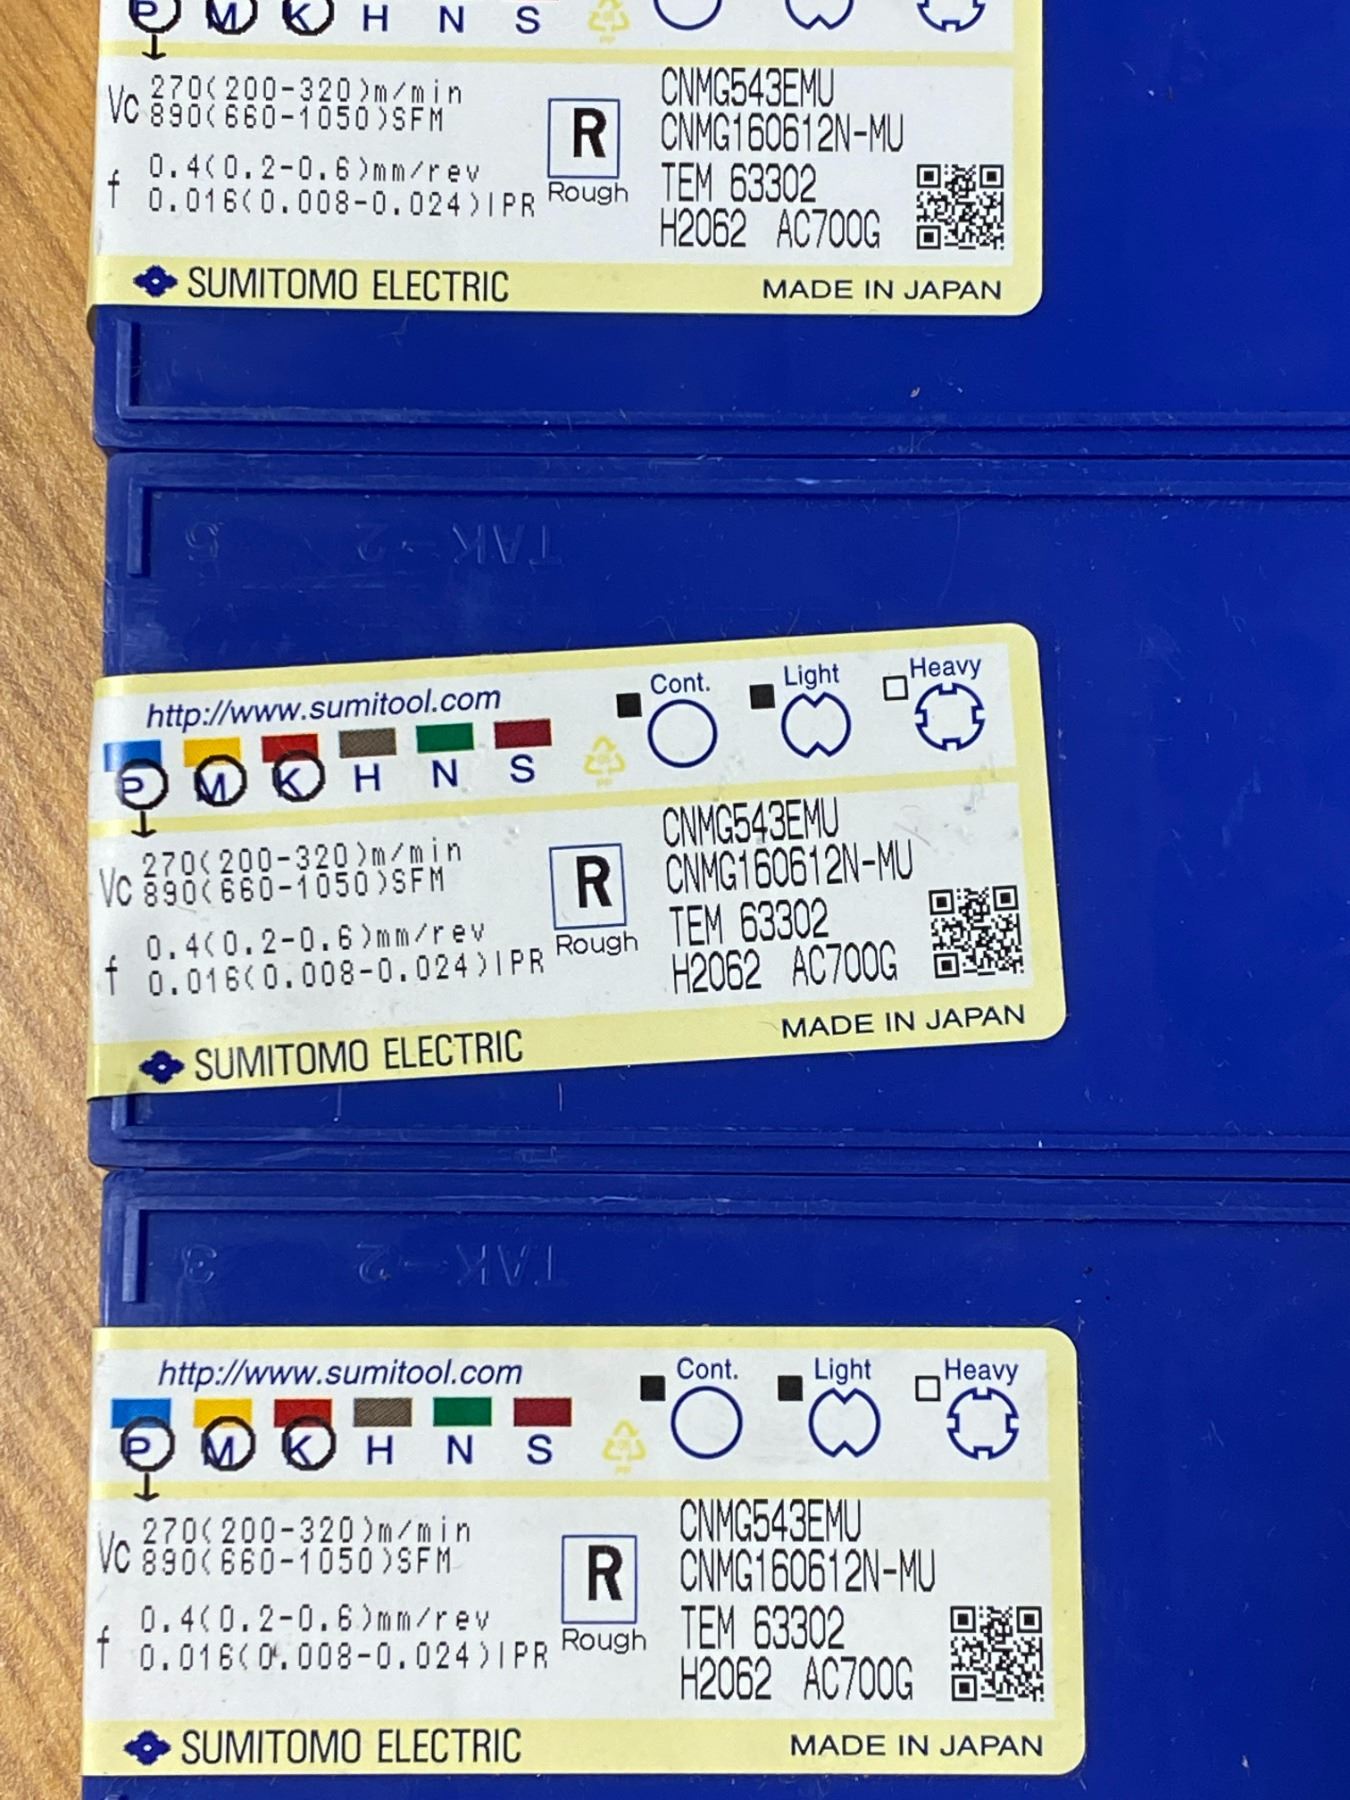 P M K H N S
Vc 270(200-320)m/min
890(660-1050)SFM
f 0.4(0.2-0.6)mm/rev
0.016(0.008-0.024)IPR
R
Rough
CNMG543EMU
CNMG160612N-MU
TEM 63302
H2062 AC700G
SUMITOMO ELECTRIC
MADE IN JAPAN
TAK-2 5
http://www.sumitool.com
Cont. Light Heavy
P M K H N S
Vc 270(200-320)m/min
890(660-1050)SFM
f 0.4(0.2-0.6)mm/rev
0.016(0.008-0.024)IPR
R
Rough
CNMG543EMU
CNMG160612N-MU
TEM 63302
H2062 AC700G
SUMITOMO ELECTRIC
MADE IN JAPAN
TAK-2 3
http://www.sumitool.com
Cont. Light Heavy
P M K H N S
Vc 270(200-320)m/min
890(660-1050)SFM
f 0.4(0.2-0.6)mm/rev
0.016(0.008-0.024)IPR
R
Rough
CNMG543EMU
CNMG160612N-MU
TEM 63302
H2062 AC700G
SUMITOMO ELECTRIC
MADE IN JAPAN